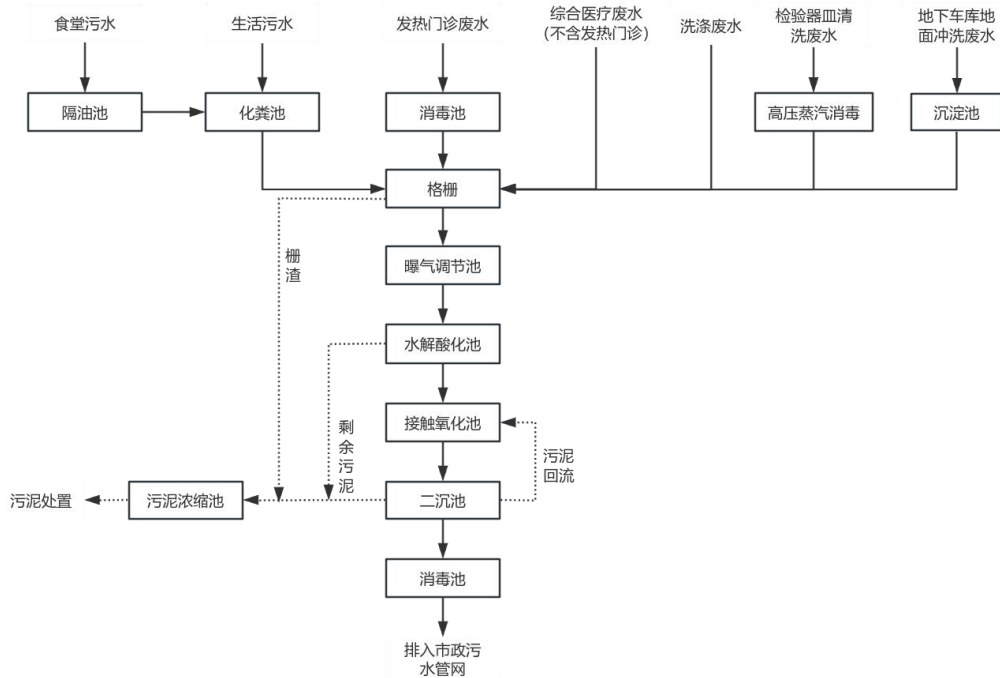 食堂污水
生活污水
发热门诊废水
综合医疗废水
（不含发热门诊）
洗涤废水
检验器皿清
洗废水
地下车库地
面冲洗废水
隔油池
化粪池
消毒池
高压蒸汽消毒
沉淀池
格栅
栅渣
曝气调节池
水解酸化池
接触氧化池
剩余污泥
污泥
回流
污泥处置
污泥浓缩池
二沉池
消毒池
排入市政污
水管网